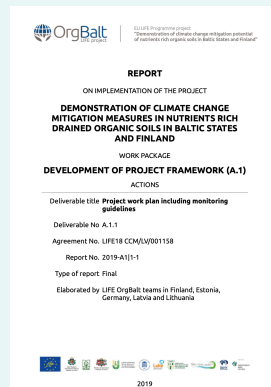 OrgBalt
LIFE project
EU LIFE Programme project
"Demonstration of climate change mitigation potential
of nutrients rich organic soils in Baltic States and Finland"
REPORT
ON IMPLEMENTATION OF THE PROJECT
DEMONSTRATION OF CLIMATE CHANGE
MITIGATION MEASURES IN NUTRIENTS RICH
DRAINED ORGANIC SOILS IN BALTIC STATES
AND FINLAND
WORK PACKAGE
DEVELOPMENT OF PROJECT FRAMEWORK (A.1)
ACTIONS
Deliverable title Project work plan including monitoring
guidelines
Deliverable No A.1.1
Agreement No. LIFE18 CCM/LV/001158
Report No. 2019-A1|1-1
Type of report Final
Elaborated by LIFE OrgBalt teams in Finland, Estonia,
Germany, Latvia and Lithuania
2019